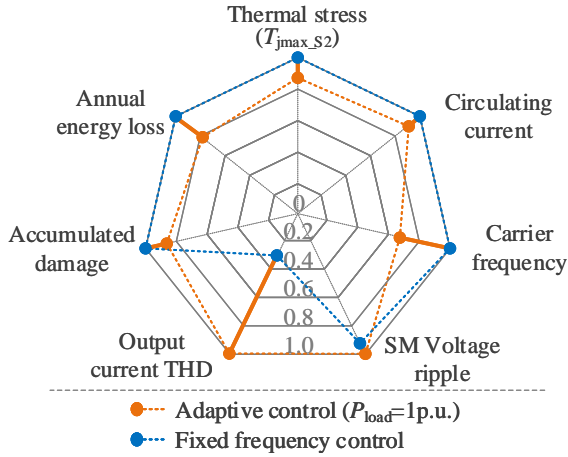 Thermal stress
(Tjmax_S2)
Annual
energy loss
Circulating
current
0
0.2
0.4
0.6
0.8
1.0
Accumulated
damage
Carrier
frequency
Output
current THD
SM Voltage
ripple
Adaptive control (Pload=1p.u.)
Fixed frequency control